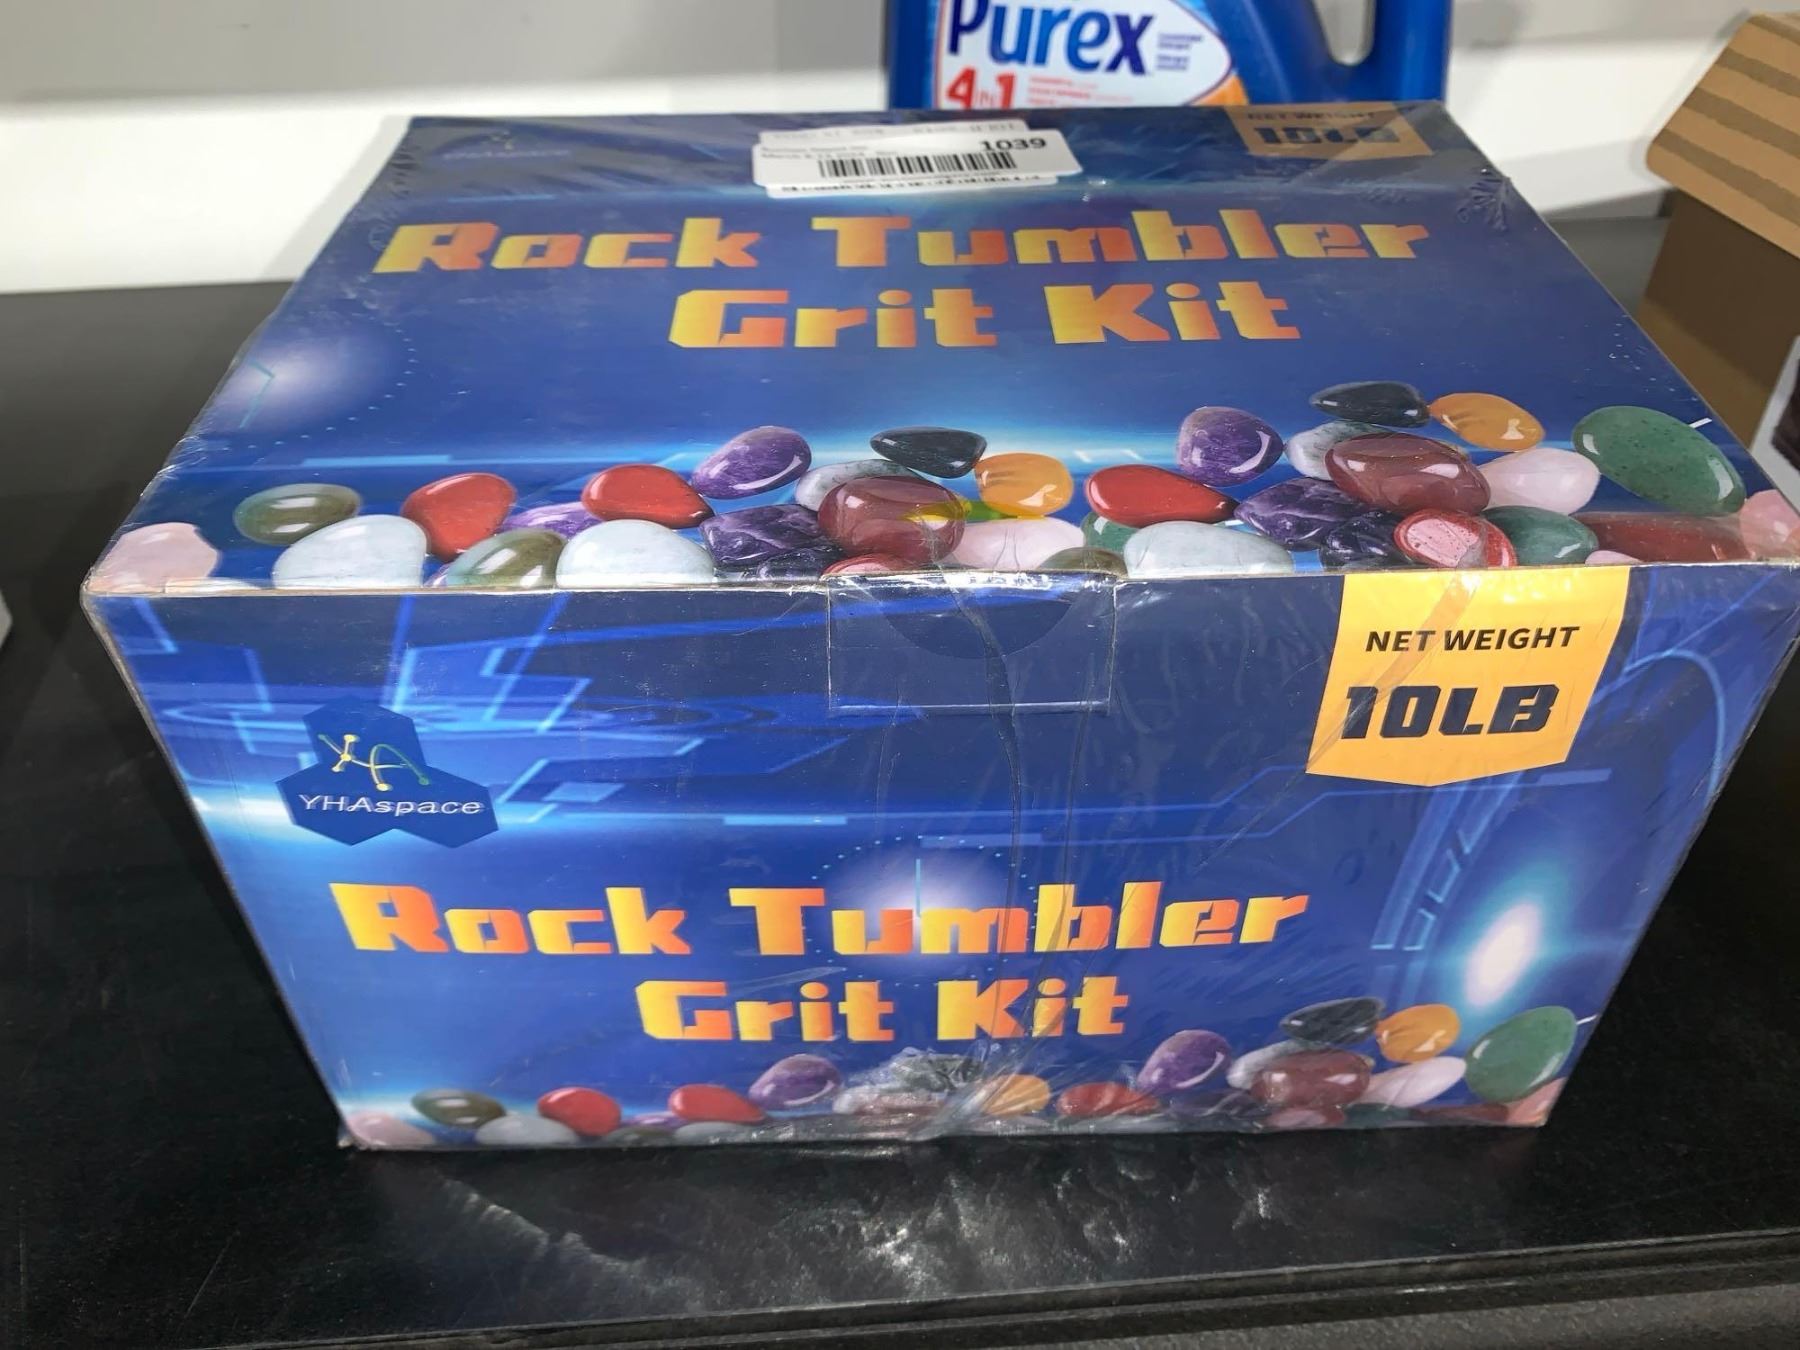 Purex
4in1
1039
NET WEIGHT
10LB
Rock Tumbler
Grit Kit
NET WEIGHT
10LB
YHAspace
Rock Tumbler
Grit Kit